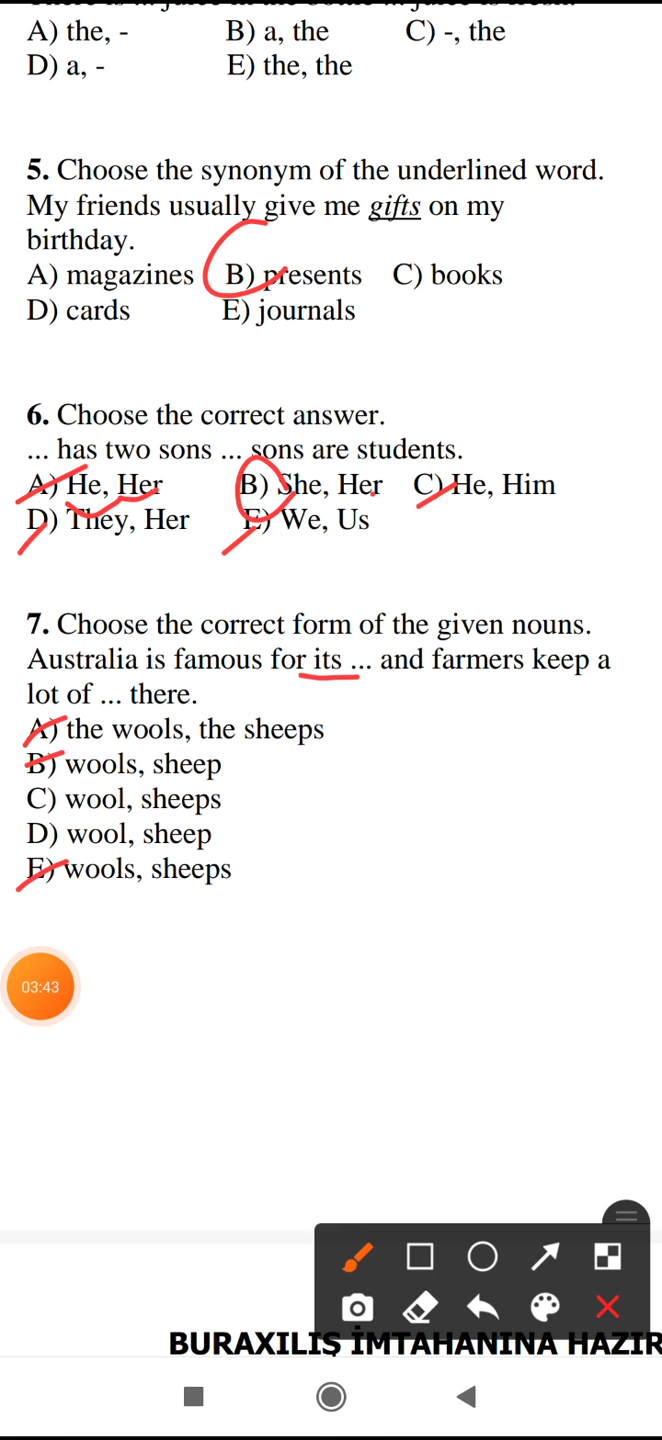 A) the, - B) a, the C) -, the
D) a, - E) the, the
5. Choose the synonym of the underlined word.
My friends usually give me gifts on my
birthday.
A) magazines B) presents C) books
D) cards E) journals
6. Choose the correct answer.
... has two sons ... sons are students.
A) He, Her B) She, Her C) He, Him
D) They, Her E) We, Us
7. Choose the correct form of the given nouns.
Australia is famous for its ... and farmers keep a
lot of ... there.
A) the wools, the sheeps
B) wools, sheep
C) wool, sheeps
D) wool, sheep
E) wools, sheeps
03:43
BURAXILIŞ İMTAHANINA HAZIR